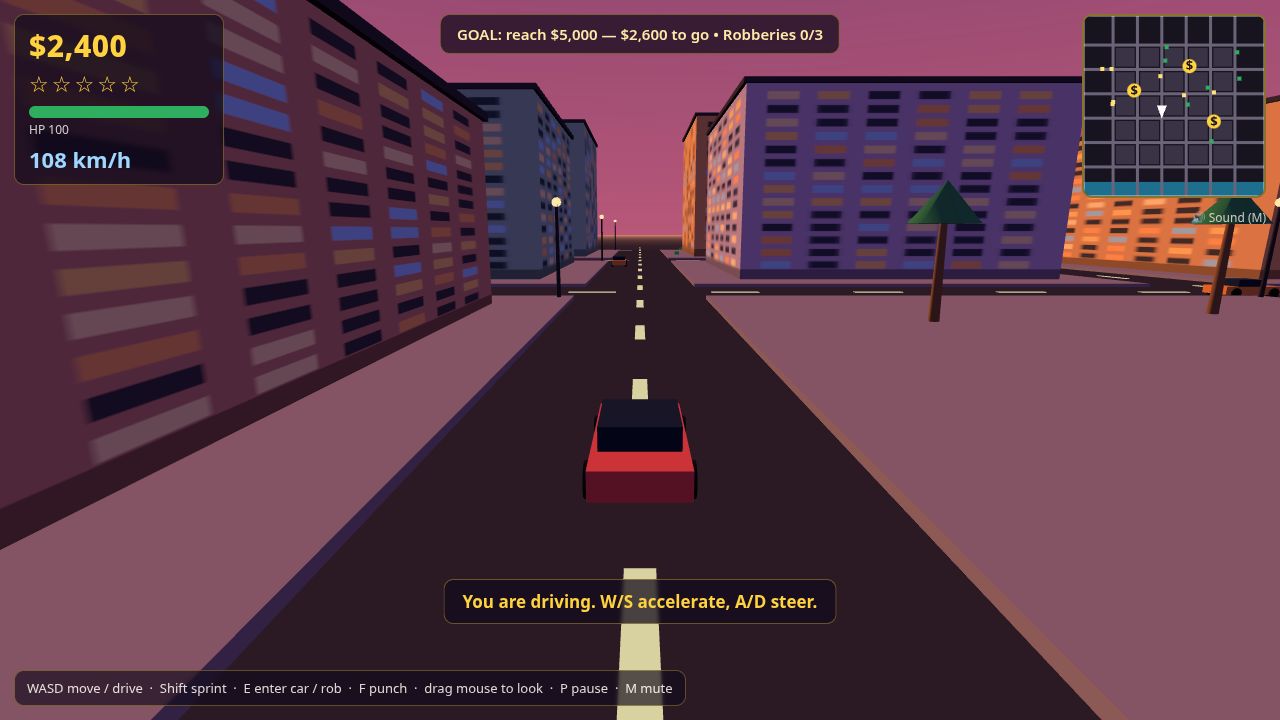 $2,400
☆☆☆☆☆
HP 100
108 km/h
GOAL: reach $5,000 — $2,600 to go • Robberies 0/3
$
$
$
🔊 Sound (M)
You are driving. W/S accelerate, A/D steer.
WASD move / drive · Shift sprint · E enter car / rob · F punch · drag mouse to look · P pause · M mute